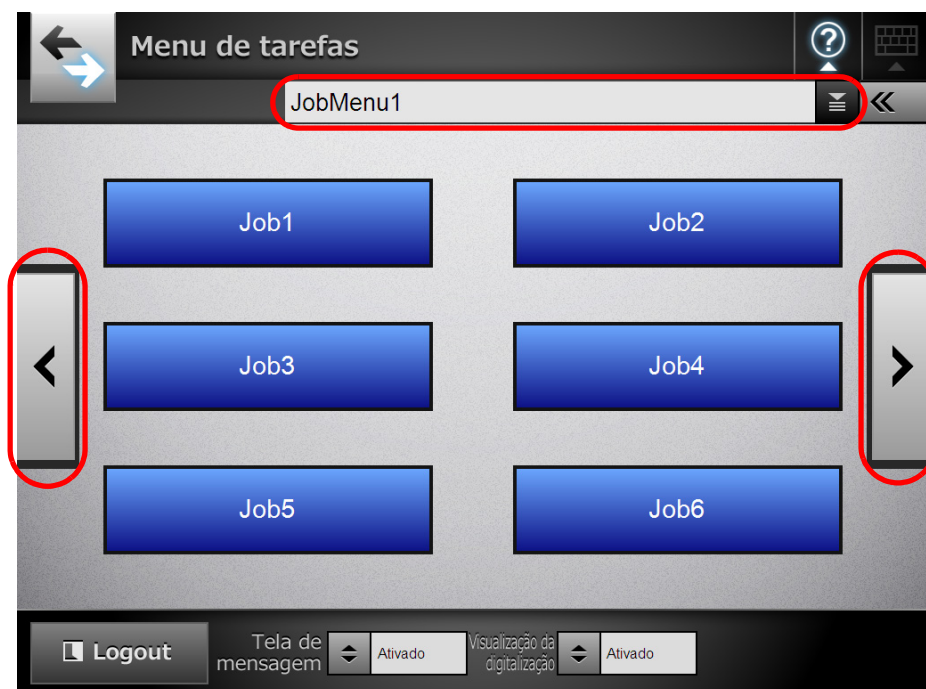 Menu de tarefas
?
JobMenu1
Job1
Job2
Job3
Job4
Job5
Job6
Logout
Tela de
mensagem
Ativado
Visualização da
digitalização
Ativado